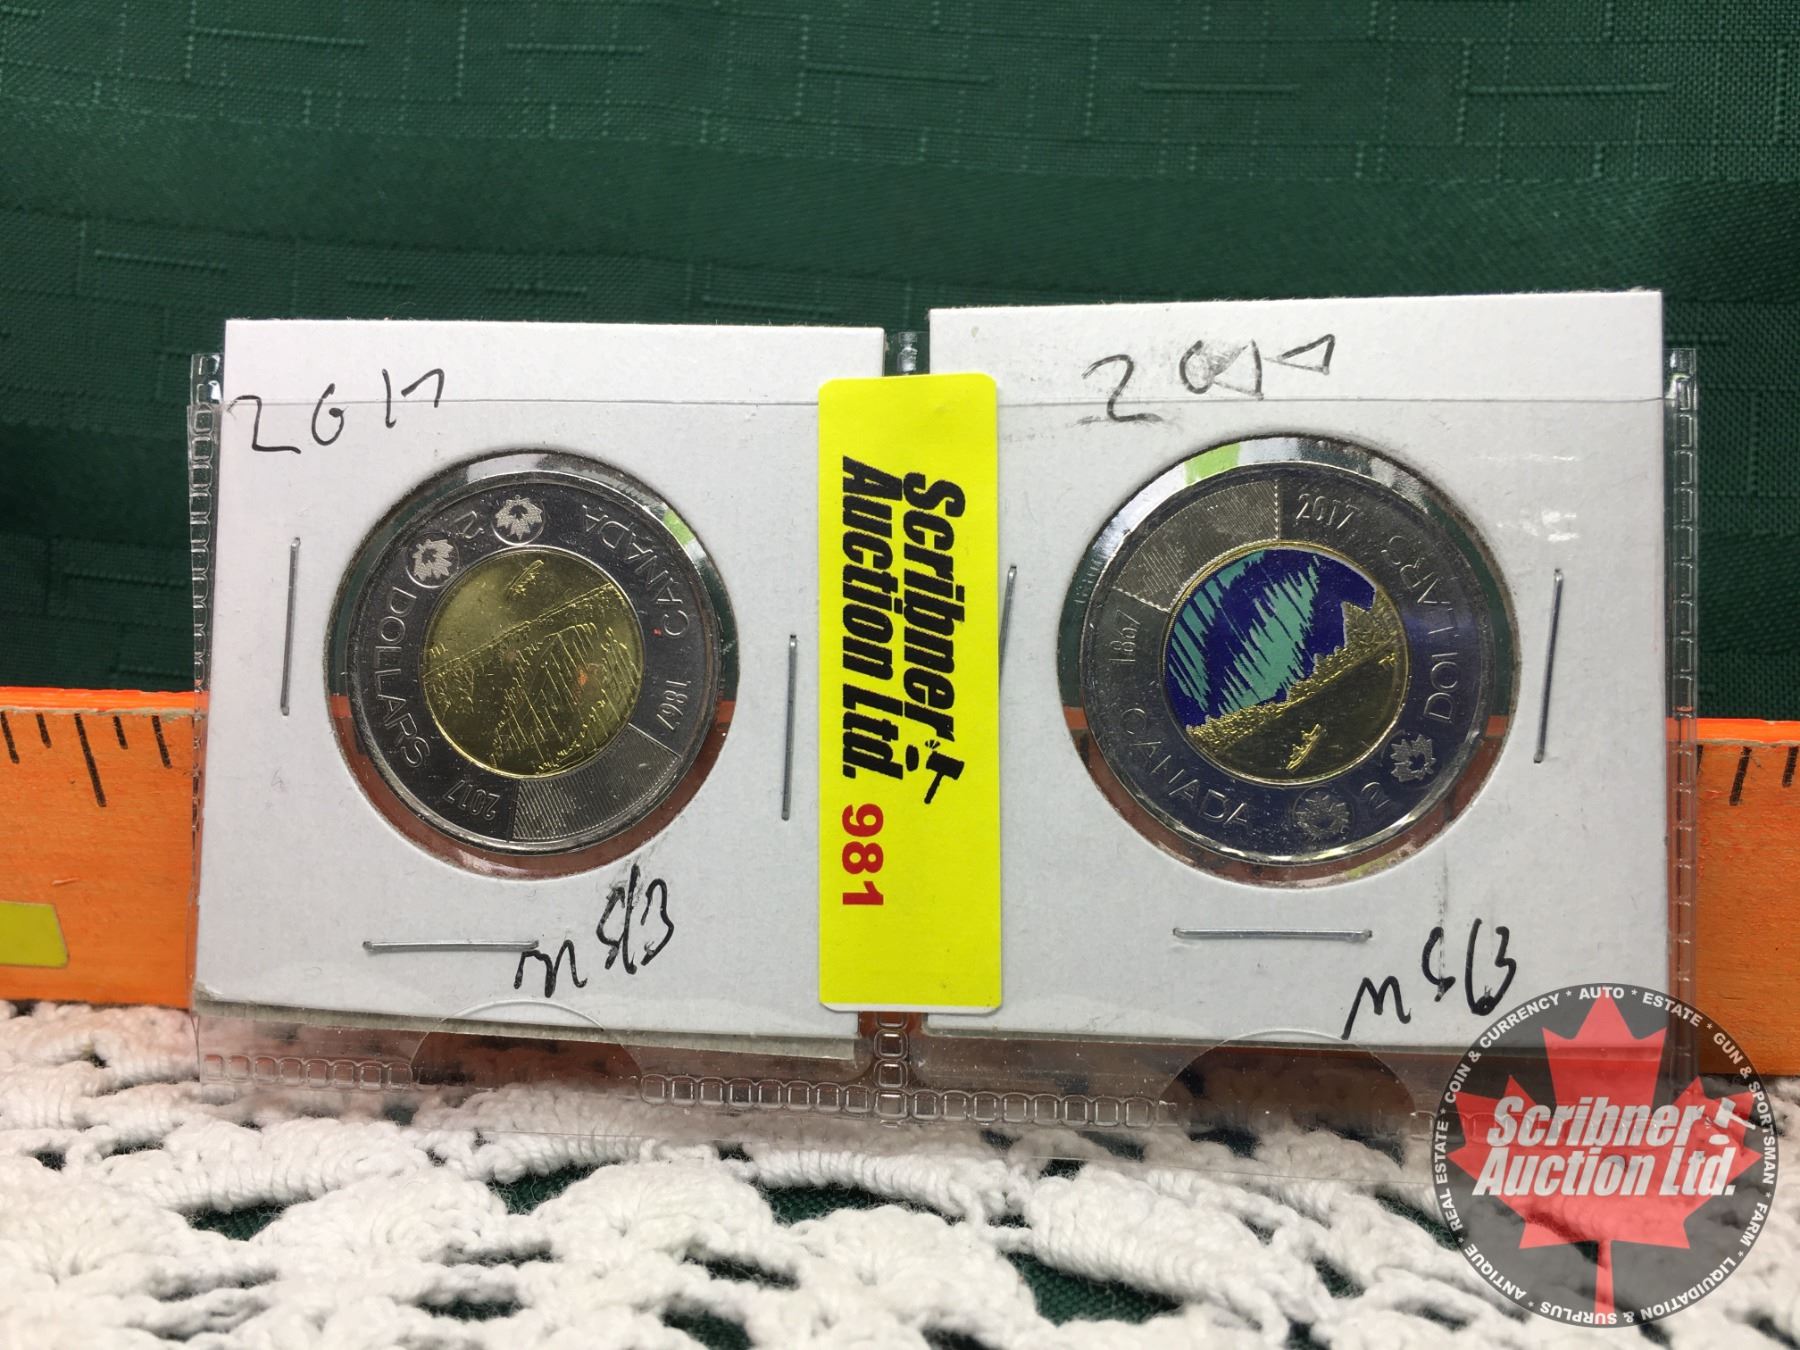 2017
2017
CANADA
1867
2017
DOLLARS
2
1867
2017
DOLLARS
2
CANADA
Scribner
Auction Ltd.
981
MS63
MS63
REAL ESTATE * COIN & CURRENCY * AUTO * ESTATE * GUN & SPORTSMAN * FARM * LIQUIDATION & SURPLUS * ANTIQUE *
Scribner
Auction Ltd.